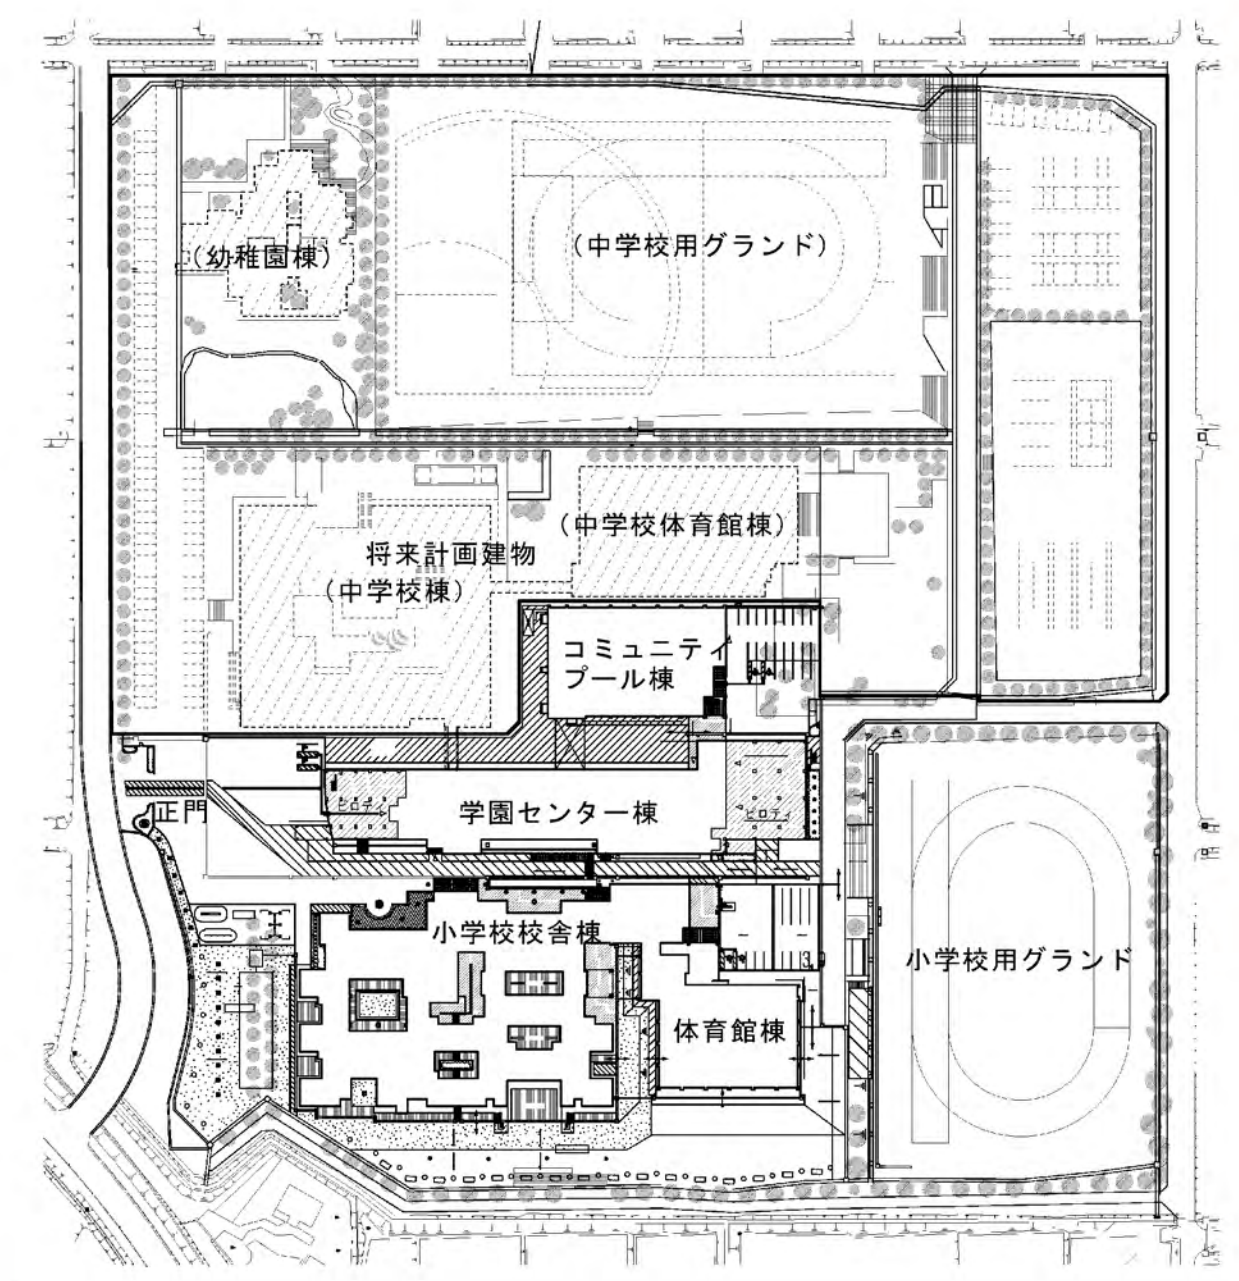 （幼稚園棟）
（中学校用グランド）
（中学校体育館棟）
将来計画建物
（中学校棟）
コミュニティ
プール棟
正門
ピロティ
学園センター棟
ピロティ
小学校校舎棟
体育館棟
小学校用グランド